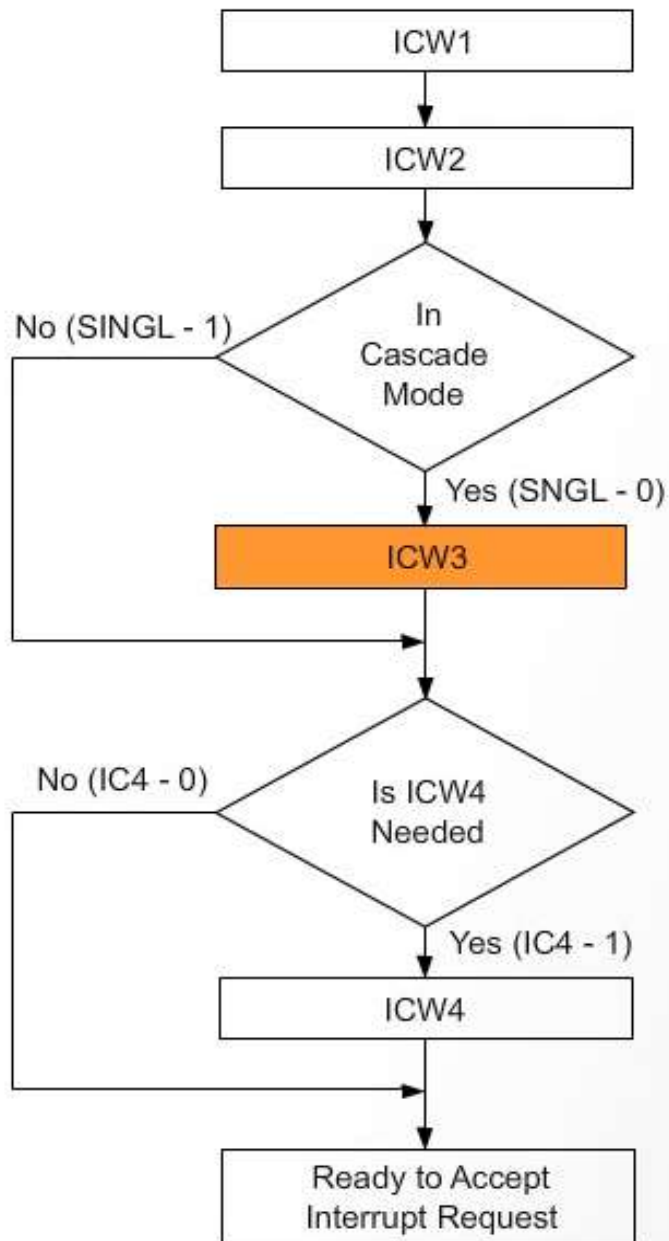 ICW1
ICW2
In
Cascade
Mode
No (SINGL - 1)
Yes (SNGL - 0)
ICW3
Is ICW4
Needed
No (IC4 - 0)
Yes (IC4 - 1)
ICW4
Ready to Accept
Interrupt Request